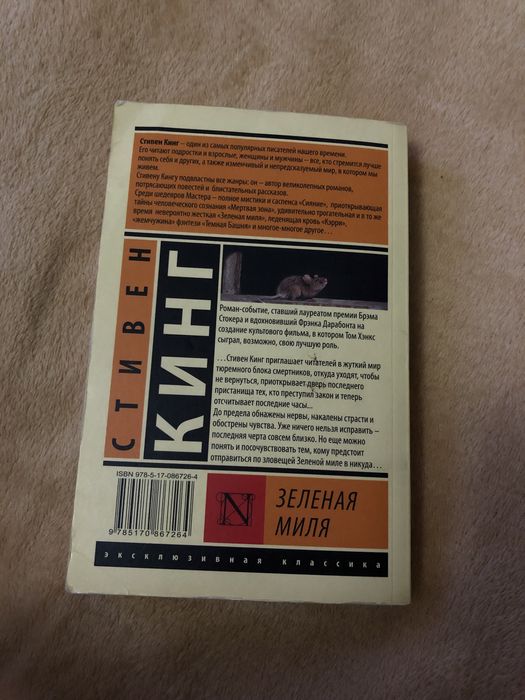 Стивен Кинг – один из самых популярных писателей нашего времени.
Его читают подростки и взрослые, женщины и мужчины – все, кто стремится лучше
понять себя и других, а также изменчивый и непредсказуемый мир, в котором мы
живем.
Стивену Кингу подвластны все жанры: он – автор великолепных романов,
потрясающих повестей и блистательных рассказов.
Среди шедевров Мастера – полное мистики и саспенса «Сияние», приоткрывающая
тайны человеческого сознания «Мертвая зона», удивительно трогательная и в то же
время невероятно жесткая «Зеленая миля», леденящая кровь «Кэрри»,
«жемчужина» фэнтези «Темная Башня» и многое-многое другое…
СТИВЕН
КИНГ
Роман-событие, ставший лауреатом премии Брэма
Стокера и вдохновивший Фрэнка Дарабонта на
создание культового фильма, в котором Том Хэнкс
сыграл, возможно, свою лучшую роль.
…Стивен Кинг приглашает читателей в жуткий мир
тюремного блока смертников, откуда уходят, чтобы
не вернуться, приоткрывает дверь последнего
пристанища тех, кто преступил закон и теперь
отсчитывает последние часы…
До предела обнажены нервы, накалены страсти и
обострены чувства. Уже ничего нельзя исправить –
последняя черта совсем близко. Но еще можно
понять и посочувствовать тем, кому предстоит
отправиться по зловещей Зеленой миле в никуда…
ISBN 978-5-17-086726-4
9 785170 867264
N
ЗЕЛЕНАЯ
МИЛЯ
эксклюзивная классика